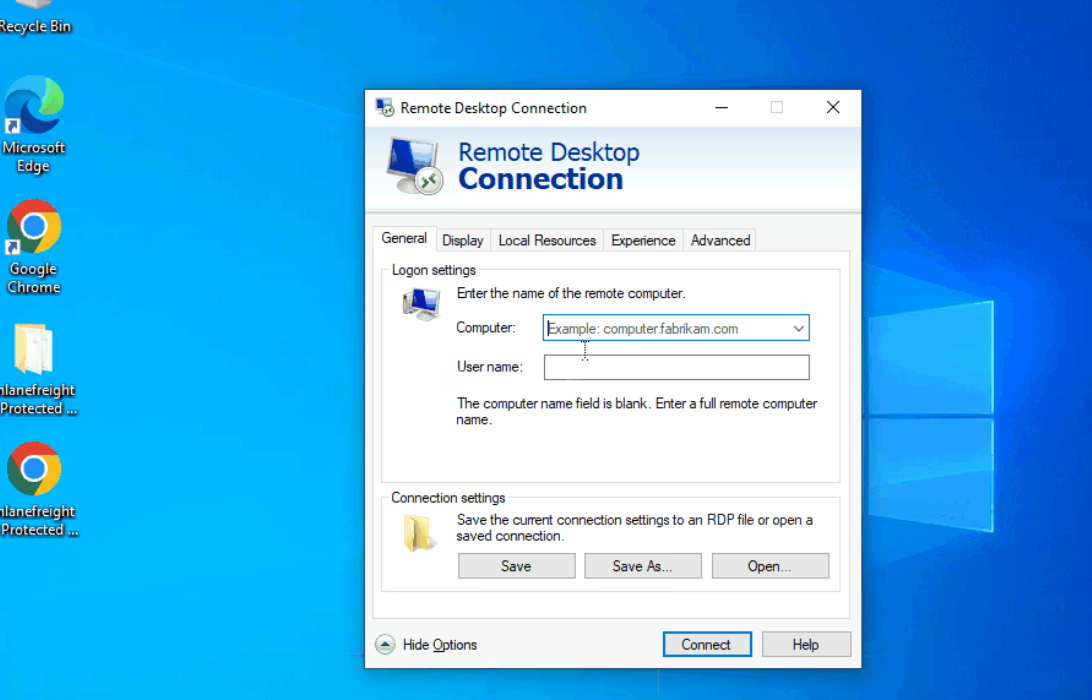 Recycle Bin
Microsoft
Edge
Google
Chrome
nlanefreight
Protected ...
nlanefreight
Protected ...
Remote Desktop Connection
Remote Desktop
Connection
General
Display
Local Resources
Experience
Advanced
Logon settings
Enter the name of the remote computer.
Computer:
Example: computer.fabrikam.com
User name:
The computer name field is blank. Enter a full remote computer
name.
Connection settings
Save the current connection settings to an RDP file or open a
saved connection.
Save
Save As...
Open...
Hide Options
Connect
Help